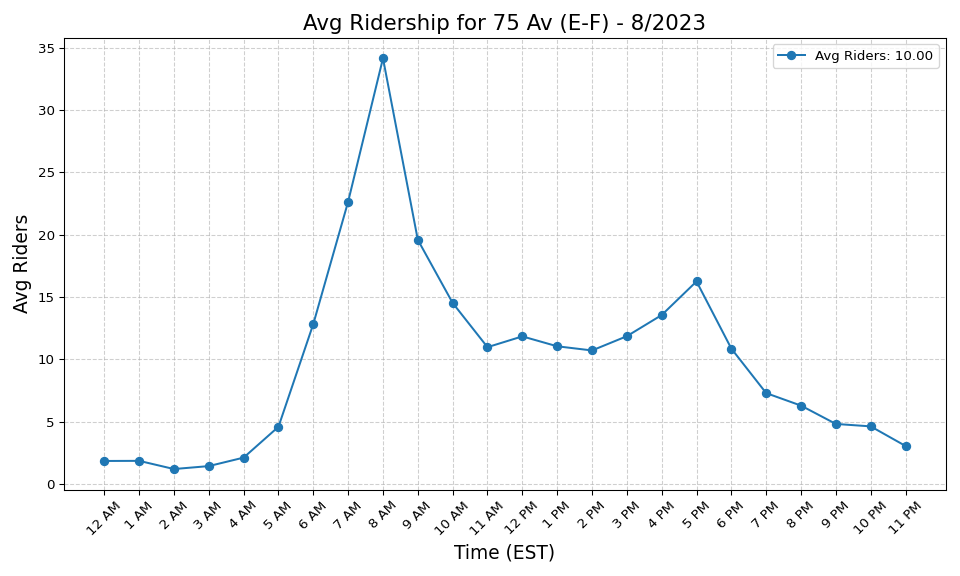 Avg Ridership for 75 Av (E-F) - 8/2023
Avg Riders: 10.00
Avg Riders
35
30
25
20
15
10
5
0
12 AM
1 AM
2 AM
3 AM
4 AM
5 AM
6 AM
7 AM
8 AM
9 AM
10 AM
11 AM
12 PM
1 PM
2 PM
3 PM
4 PM
5 PM
6 PM
7 PM
8 PM
9 PM
10 PM
11 PM
Time (EST)